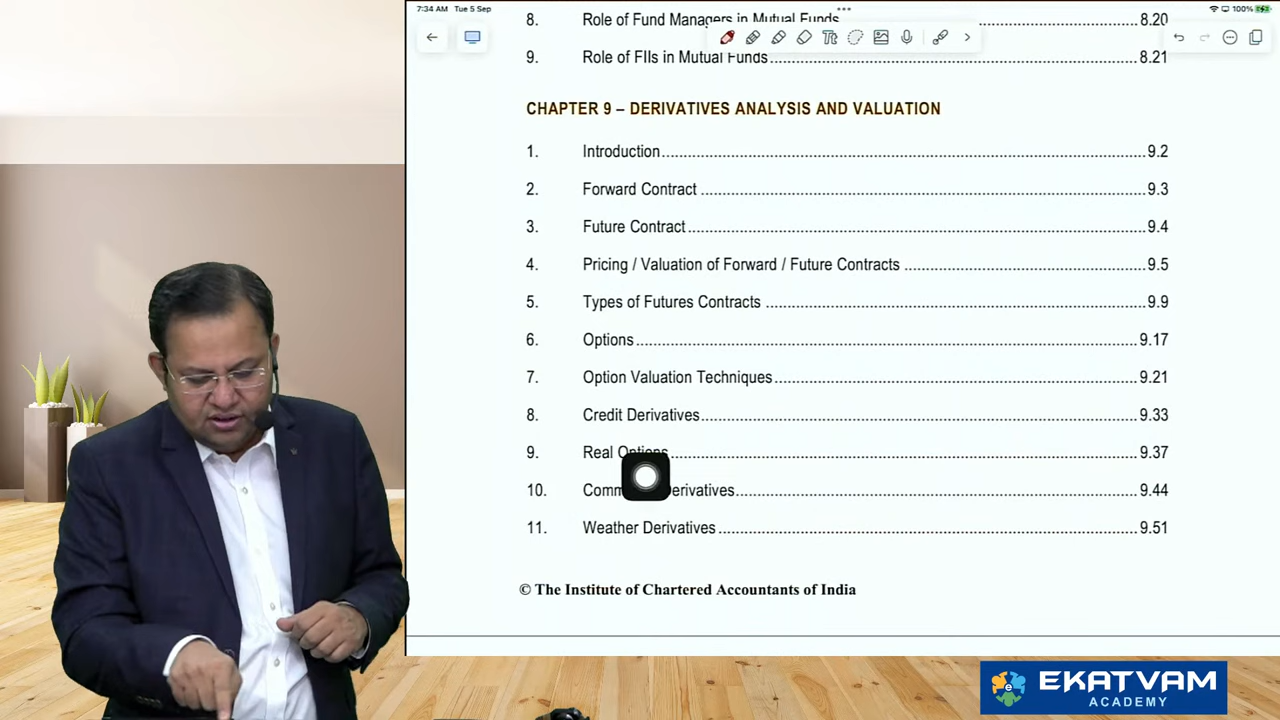 7:34 AM Tue 5 Sep
100%
8. Role of Fund Managers in Mutual Funds 8.20
9. Role of FIIs in Mutual Funds 8.21
CHAPTER 9 – DERIVATIVES ANALYSIS AND VALUATION
1. Introduction 9.2
2. Forward Contract 9.3
3. Future Contract 9.4
4. Pricing / Valuation of Forward / Future Contracts 9.5
5. Types of Futures Contracts 9.9
6. Options 9.17
7. Option Valuation Techniques 9.21
8. Credit Derivatives 9.33
9. Real Options 9.37
10. Derivatives 9.44
11. Weather Derivatives 9.51
© The Institute of Chartered Accountants of India
EKATVAM
ACADEMY